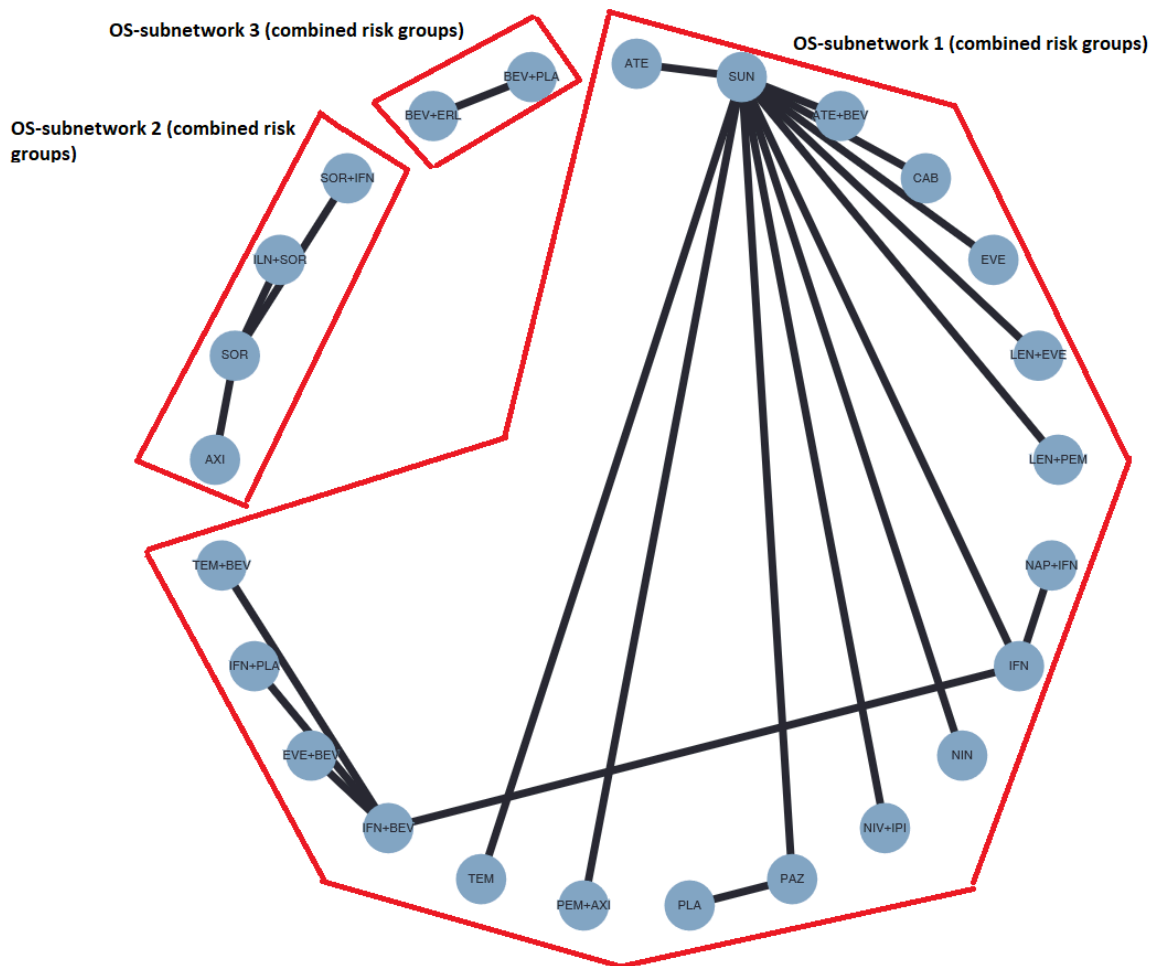 OS-subnetwork 3 (combined risk groups)
OS-subnetwork 1 (combined risk groups)
OS-subnetwork 2 (combined risk
groups)
ATE
SUN
BEV+PLA
BEV+ERL
ATE+BEV
SOR+IFN
CAB
ILN+SOR
EVE
SOR
LEN+EVE
AXI
LEN+PEM
TEM+BEV
NAP+IFN
IFN+PLA
IFN
EVE+BEV
NIN
IFN+BEV
NIV+IPI
TEM
PAZ
PEM+AXI
PLA